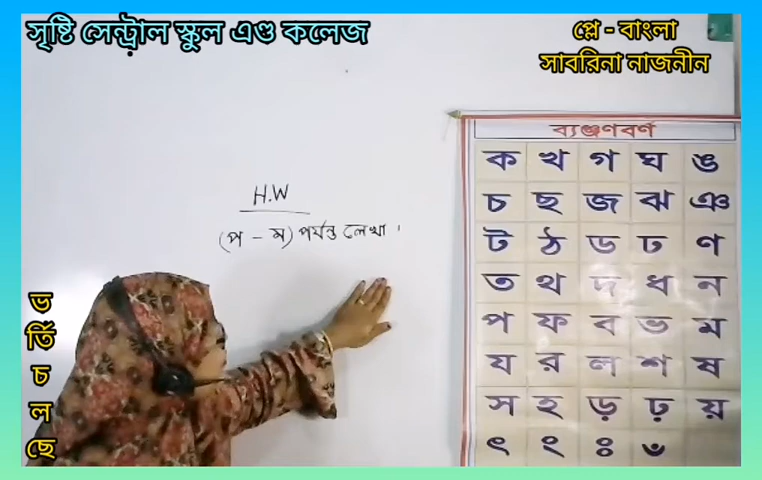 সৃষ্টি সেন্ট্রাল স্কুল এণ্ড কলেজ
প্লে - বাংলা
সাবরিনা নাজনীন
H.W
(প - ম) পর্যন্ত লেখা।
ব্যঞ্জণবর্ণ
ক খ গ ঘ ঙ
চ ছ জ ঝ ঞ
ট ঠ ড ঢ ণ
ত থ দ ধ ন
প ফ ব ভ ম
য র ল শ ষ
স হ ড় ঢ় য়
ৎ ং ঃ ঁ
ভ
র্তি
চ
ল
ছে